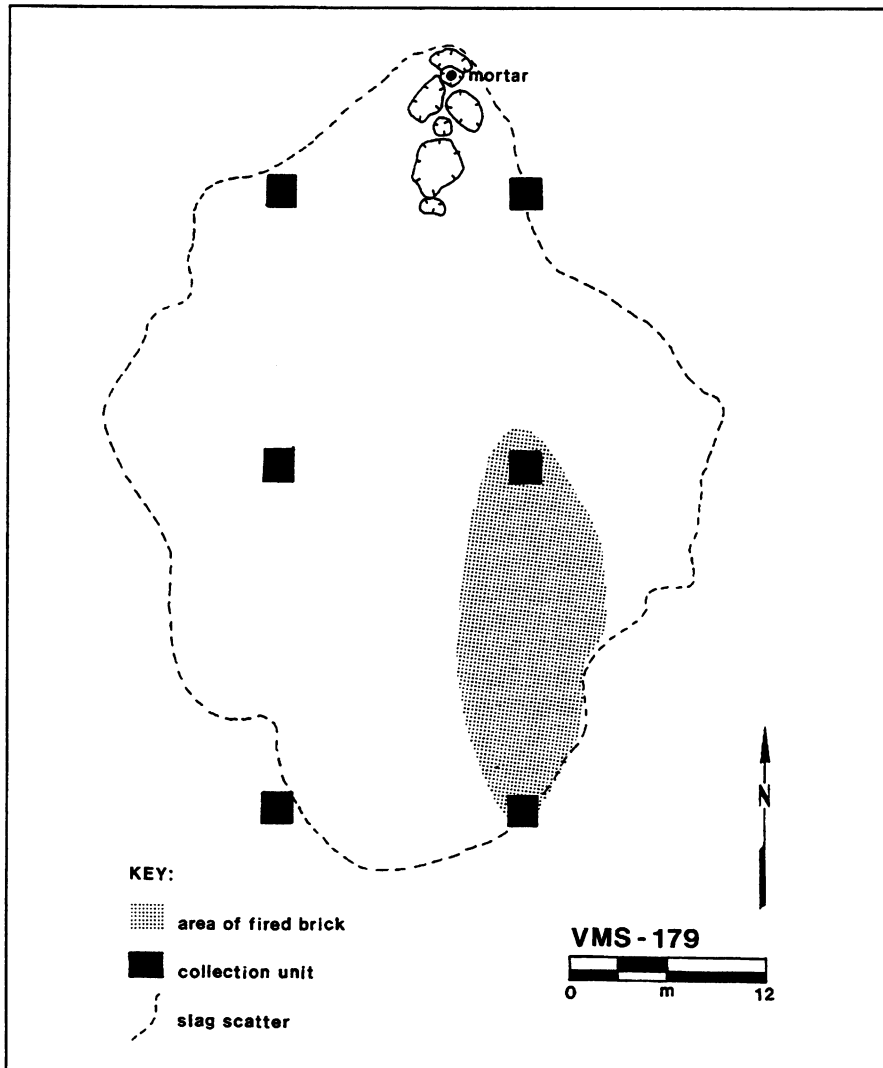 mortar
N
KEY:
area of fired brick
collection unit
slag scatter
VMS-179
0 m 12